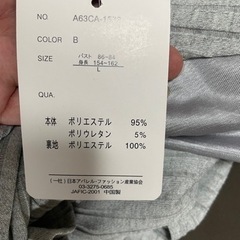 NO.
COLOR B
SIZE バスト 86-94
身長 154-162
L
QUA.
本体 ポリエステル 95%
ポリウレタン 5%
裏地 ポリエステル 100%
(一社)日本アパレル・ファッション産業協会
03-3275-0685
JAFIC-2001 中国製